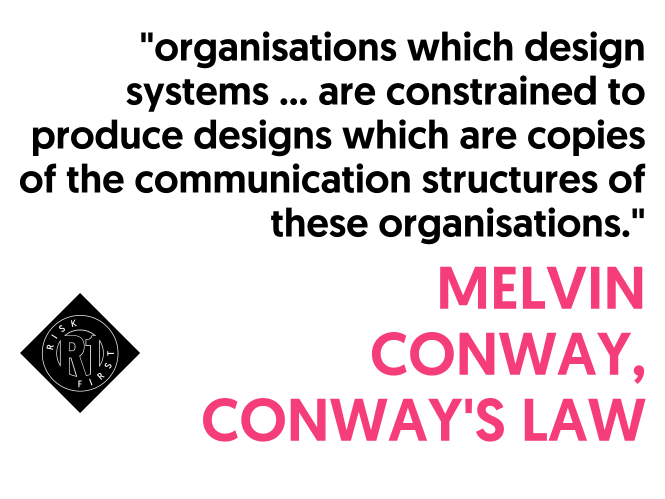 "organisations which design
systems ... are constrained to
produce designs which are copies
of the communication structures of
these organisations."
MELVIN
CONWAY,
CONWAY'S LAW
RISK
R1
FIRST